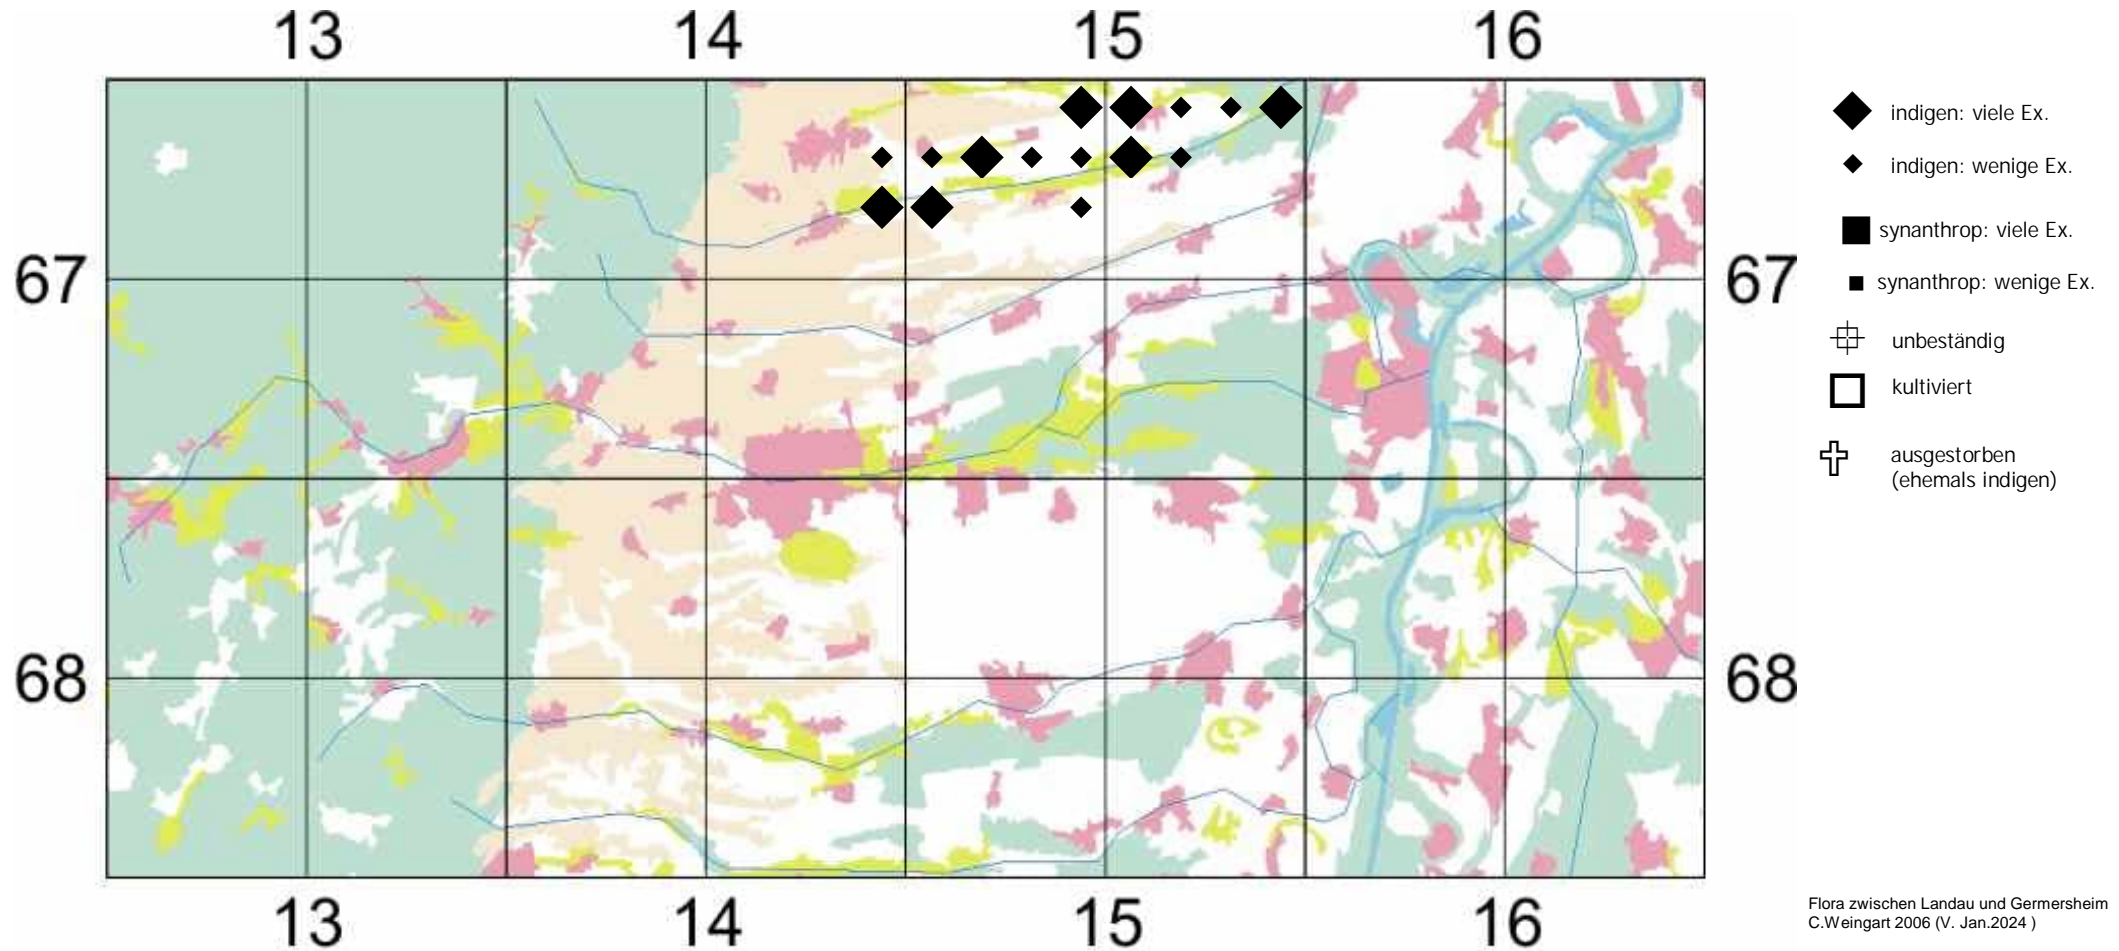 13 14 15 16
indigen: viele Ex.
indigen: wenige Ex.
synanthrop: viele Ex.
synanthrop: wenige Ex.
67 67
unbeständig
kultiviert
ausgestorben
(ehemals indigen)
68 68
13 14 15 16
Flora zwischen Landau und Germersheim
C.Weingart 2006 (V. Jan.2024 )